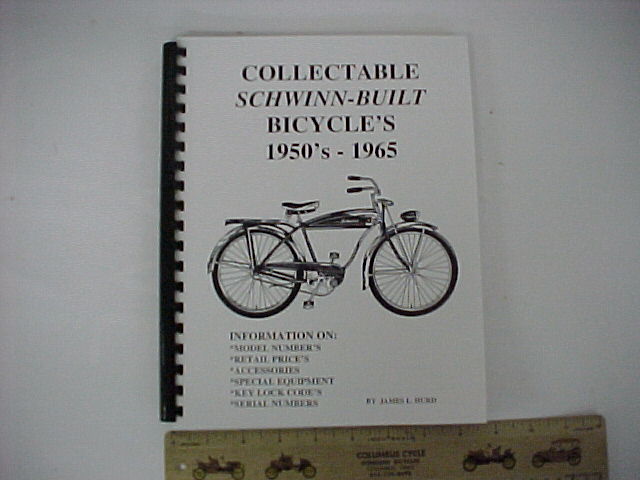 COLLECTABLE
SCHWINN-BUILT
BICYCLE'S
1950's - 1965
INFORMATION ON:
*MODEL NUMBER'S
*RETAIL PRICE'S
*ACCESSORIES
*SPECIAL EQUIPMENT
*KEY LOCK CODE'S
*SERIAL NUMBERS
BY JAMES L. HURD
COLUMBUS CYCLE